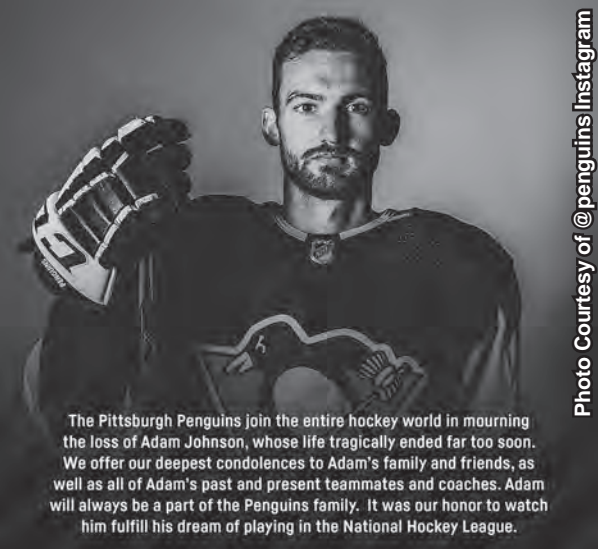 The Pittsburgh Penguins join the entire hockey world in mourning
the loss of Adam Johnson, whose life tragically ended far too soon.
We offer our deepest condolences to Adam's family and friends, as
well as all of Adam's past and present teammates and coaches. Adam
will always be a part of the Penguins family. It was our honor to watch
him fulfill his dream of playing in the National Hockey League.
Photo Courtesy of @penguins Instagram
PENGUINS